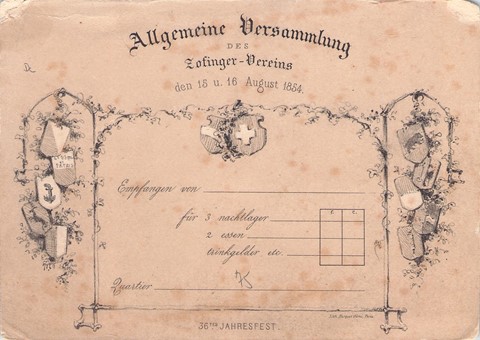 Allgemeine Versammlung
DES
Zofinger-Vereins
den 15 u. 16 August 1854.
Empfangen von
für 3 nachtlager
2 essen
trinkgelder etc.
Quartier
36STES JAHRESFEST.